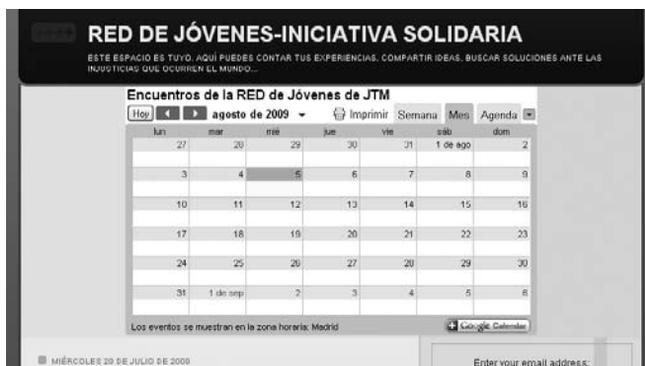 RED DE JÓVENES-INICIATIVA SOLIDARIA
ESTE ESPACIO ES TUYO. AQUÍ PUEDES CONTAR TUS EXPERIENCIAS, COMPARTIR IDEAS, BUSCAR SOLUCIONES ANTE LAS
INJUSTICIAS QUE OCURREN EL MUNDO...
Encuentros de la RED de Jóvenes de JTM
Hoy agosto de 2009 Imprimir Semana Mes Agenda
lun mar mié jue vie sáb dom
27 28 29 30 31 1 de ago 2
3 4 5 6 7 8 9
10 11 12 13 14 15 16
17 18 19 20 21 22 23
24 25 26 27 28 29 30
31 1 de sep 2 3 4 5 6
Los eventos se muestran en la zona horaria: Madrid Google Calendar
MIÉRCOLES 29 DE JULIO DE 2009 Enter your email address: